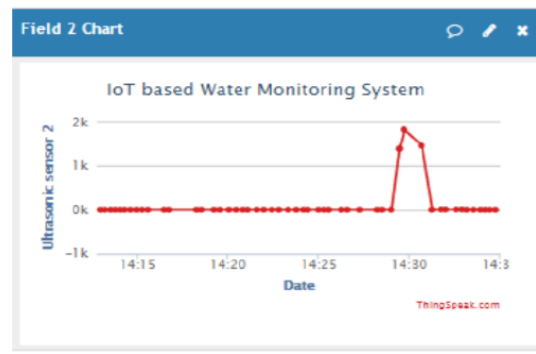 Field 2 Chart
IoT based Water Monitoring System
Ultrasonic sensor 2
2k
1k
0k
-1k
14:15 14:20 14:25 14:30 14:3
Date
ThingSpeak.com